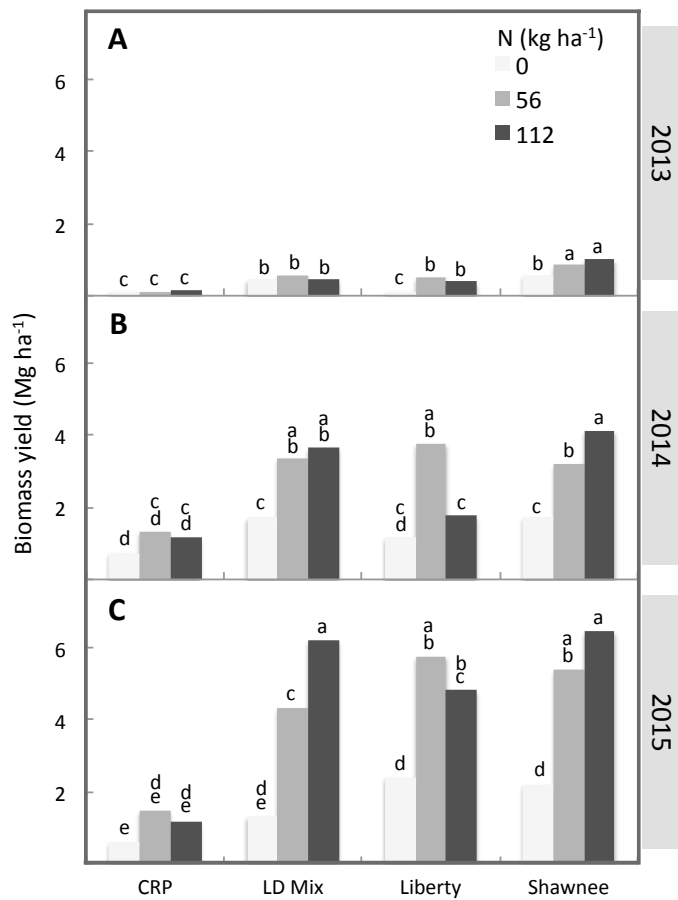 A
N (kg ha⁻¹)
0
56
112
6
4
2
c c c b b b c b b b a a
2013
B
Biomass yield (Mg ha⁻¹)
6
4
2
a a a a
b b b b
c c c c c
d d d c d c
2014
C
6
4
2
a a a a
b b b
c c
d d d d d
e e e e
2015
CRP LD Mix Liberty Shawnee